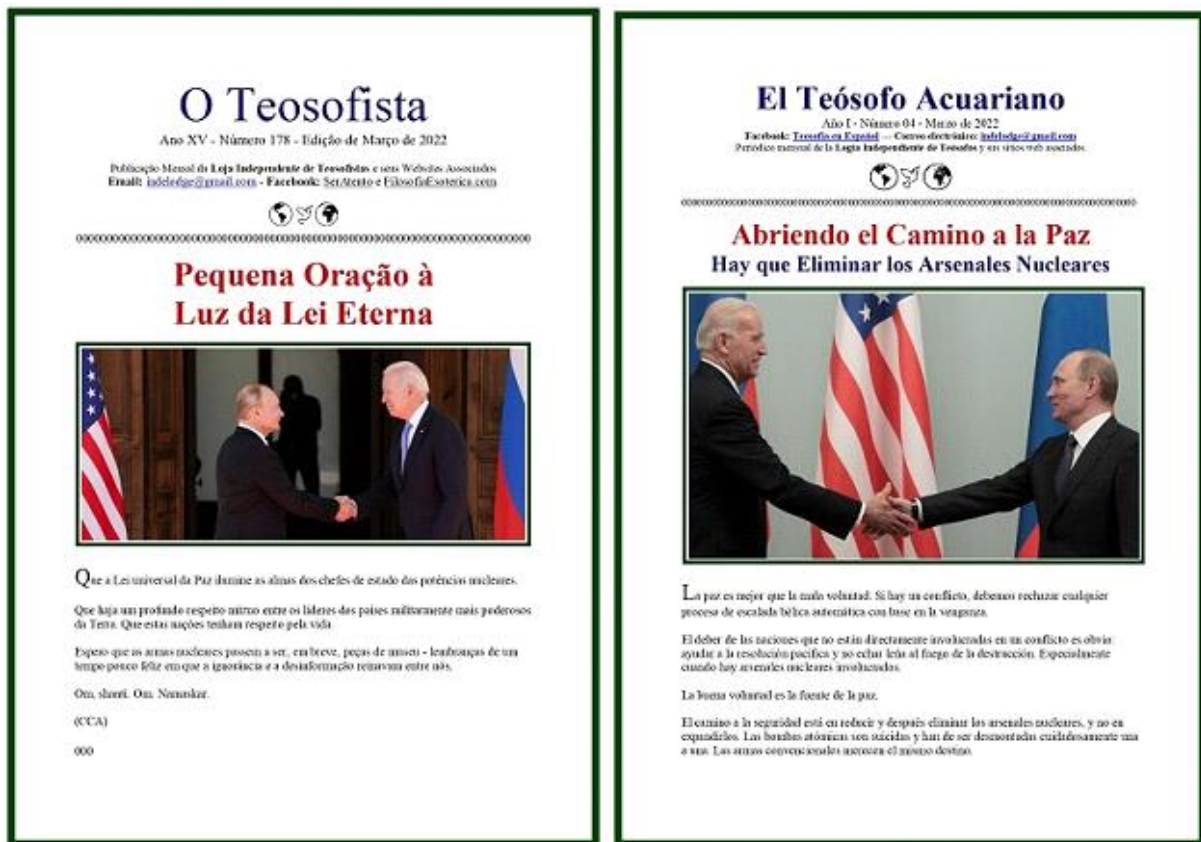 O Teosofista
Ano XV - Número 178 - Edição de Março de 2022
Publicação Mensal da Loja Independente de Teosofistas e seus Websites Associados
Email: indelodge@gmail.com - Facebook: SerAtento e FilosofiaEsoterica.com
Pequena Oração à
Luz da Lei Eterna
Que a Lei universal da Paz ilumine as almas dos chefes de estado das potências nucleares.
Que haja um profundo respeito mútuo entre os líderes dos países militarmente mais poderosos
da Terra. Que estas nações tenham respeito pela vida.
Espero que as armas nucleares passem a ser, em breve, peças de museu - lembranças de um
tempo pouco feliz em que a ignorância e a desinformação reinavam entre nós.
Om, shanti. Om. Namaskar.
(CCA)
000
El Teósofo Acuariano
Año I - Número 04 - Marzo de 2022
Facebook: Teosofía en Español — Correo electrónico: indelodge@gmail.com
Periódico mensual de la Logia Independiente de Teósofos y sus sitios web asociados
Abriendo el Camino a la Paz
Hay que Eliminar los Arsenales Nucleares
La paz es mejor que la mala voluntad. Si hay un conflicto, debemos rechazar cualquier
proceso de escalada bélica automática con base en la venganza.
El deber de las naciones que no están directamente involucradas en un conflicto es obvio:
ayudar a la resolución pacífica y no echar leña al fuego de la destrucción. Especialmente
cuando hay arsenales nucleares involucrados.
La buena voluntad es la fuente de la paz.
El camino a la seguridad está en reducir y después eliminar los arsenales nucleares, y no en
expandirlos. Las bombas atómicas son suicidas y han de ser desmontadas cuidadosamente una
a una. Las armas convencionales merecen el mismo destino.